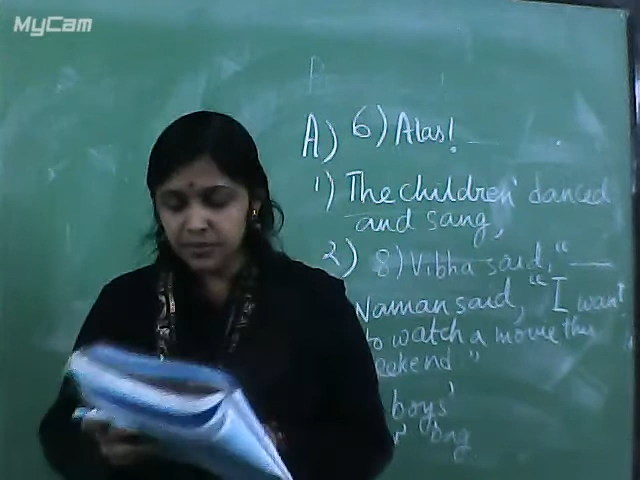 MyCam
A) 6) Alas!
1) The children danced
and sang,
2) 8) Vibha said, "
Naman said, "I want
to watch a movie this
eekend"
boys'